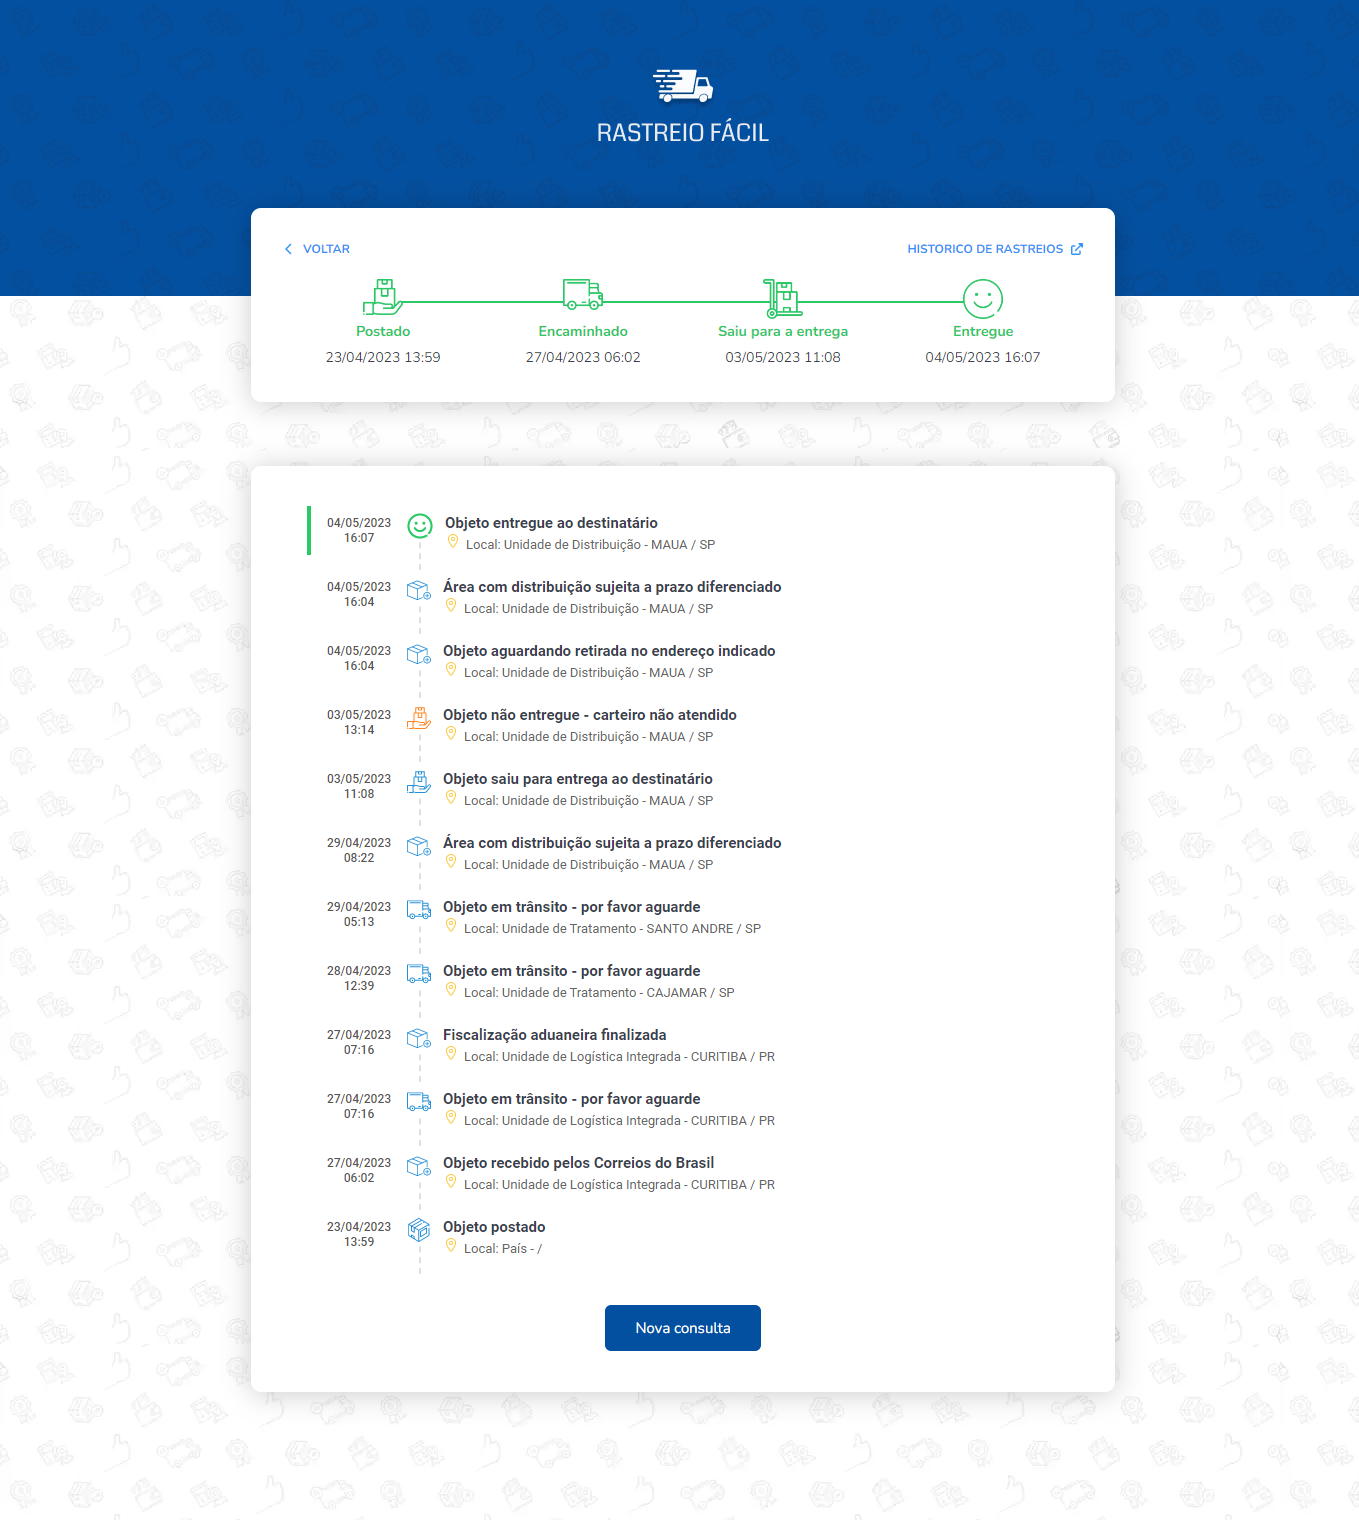 RASTREIO FÁCIL
VOLTAR
HISTORICO DE RASTREIOS
Postado
23/04/2023 13:59
Encaminhado
27/04/2023 06:02
Saiu para a entrega
03/05/2023 11:08
Entregue
04/05/2023 16:07
04/05/2023
16:07
Objeto entregue ao destinatário
Local: Unidade de Distribuição - MAUA / SP
04/05/2023
16:04
Área com distribuição sujeita a prazo diferenciado
Local: Unidade de Distribuição - MAUA / SP
04/05/2023
16:04
Objeto aguardando retirada no endereço indicado
Local: Unidade de Distribuição - MAUA / SP
03/05/2023
13:14
Objeto não entregue - carteiro não atendido
Local: Unidade de Distribuição - MAUA / SP
03/05/2023
11:08
Objeto saiu para entrega ao destinatário
Local: Unidade de Distribuição - MAUA / SP
29/04/2023
08:22
Área com distribuição sujeita a prazo diferenciado
Local: Unidade de Distribuição - MAUA / SP
29/04/2023
05:13
Objeto em trânsito - por favor aguarde
Local: Unidade de Tratamento - SANTO ANDRE / SP
28/04/2023
12:39
Objeto em trânsito - por favor aguarde
Local: Unidade de Tratamento - CAJAMAR / SP
27/04/2023
07:16
Fiscalização aduaneira finalizada
Local: Unidade de Logística Integrada - CURITIBA / PR
27/04/2023
07:16
Objeto em trânsito - por favor aguarde
Local: Unidade de Logística Integrada - CURITIBA / PR
27/04/2023
06:02
Objeto recebido pelos Correios do Brasil
Local: Unidade de Logística Integrada - CURITIBA / PR
23/04/2023
13:59
Objeto postado
Local: País - /
Nova consulta